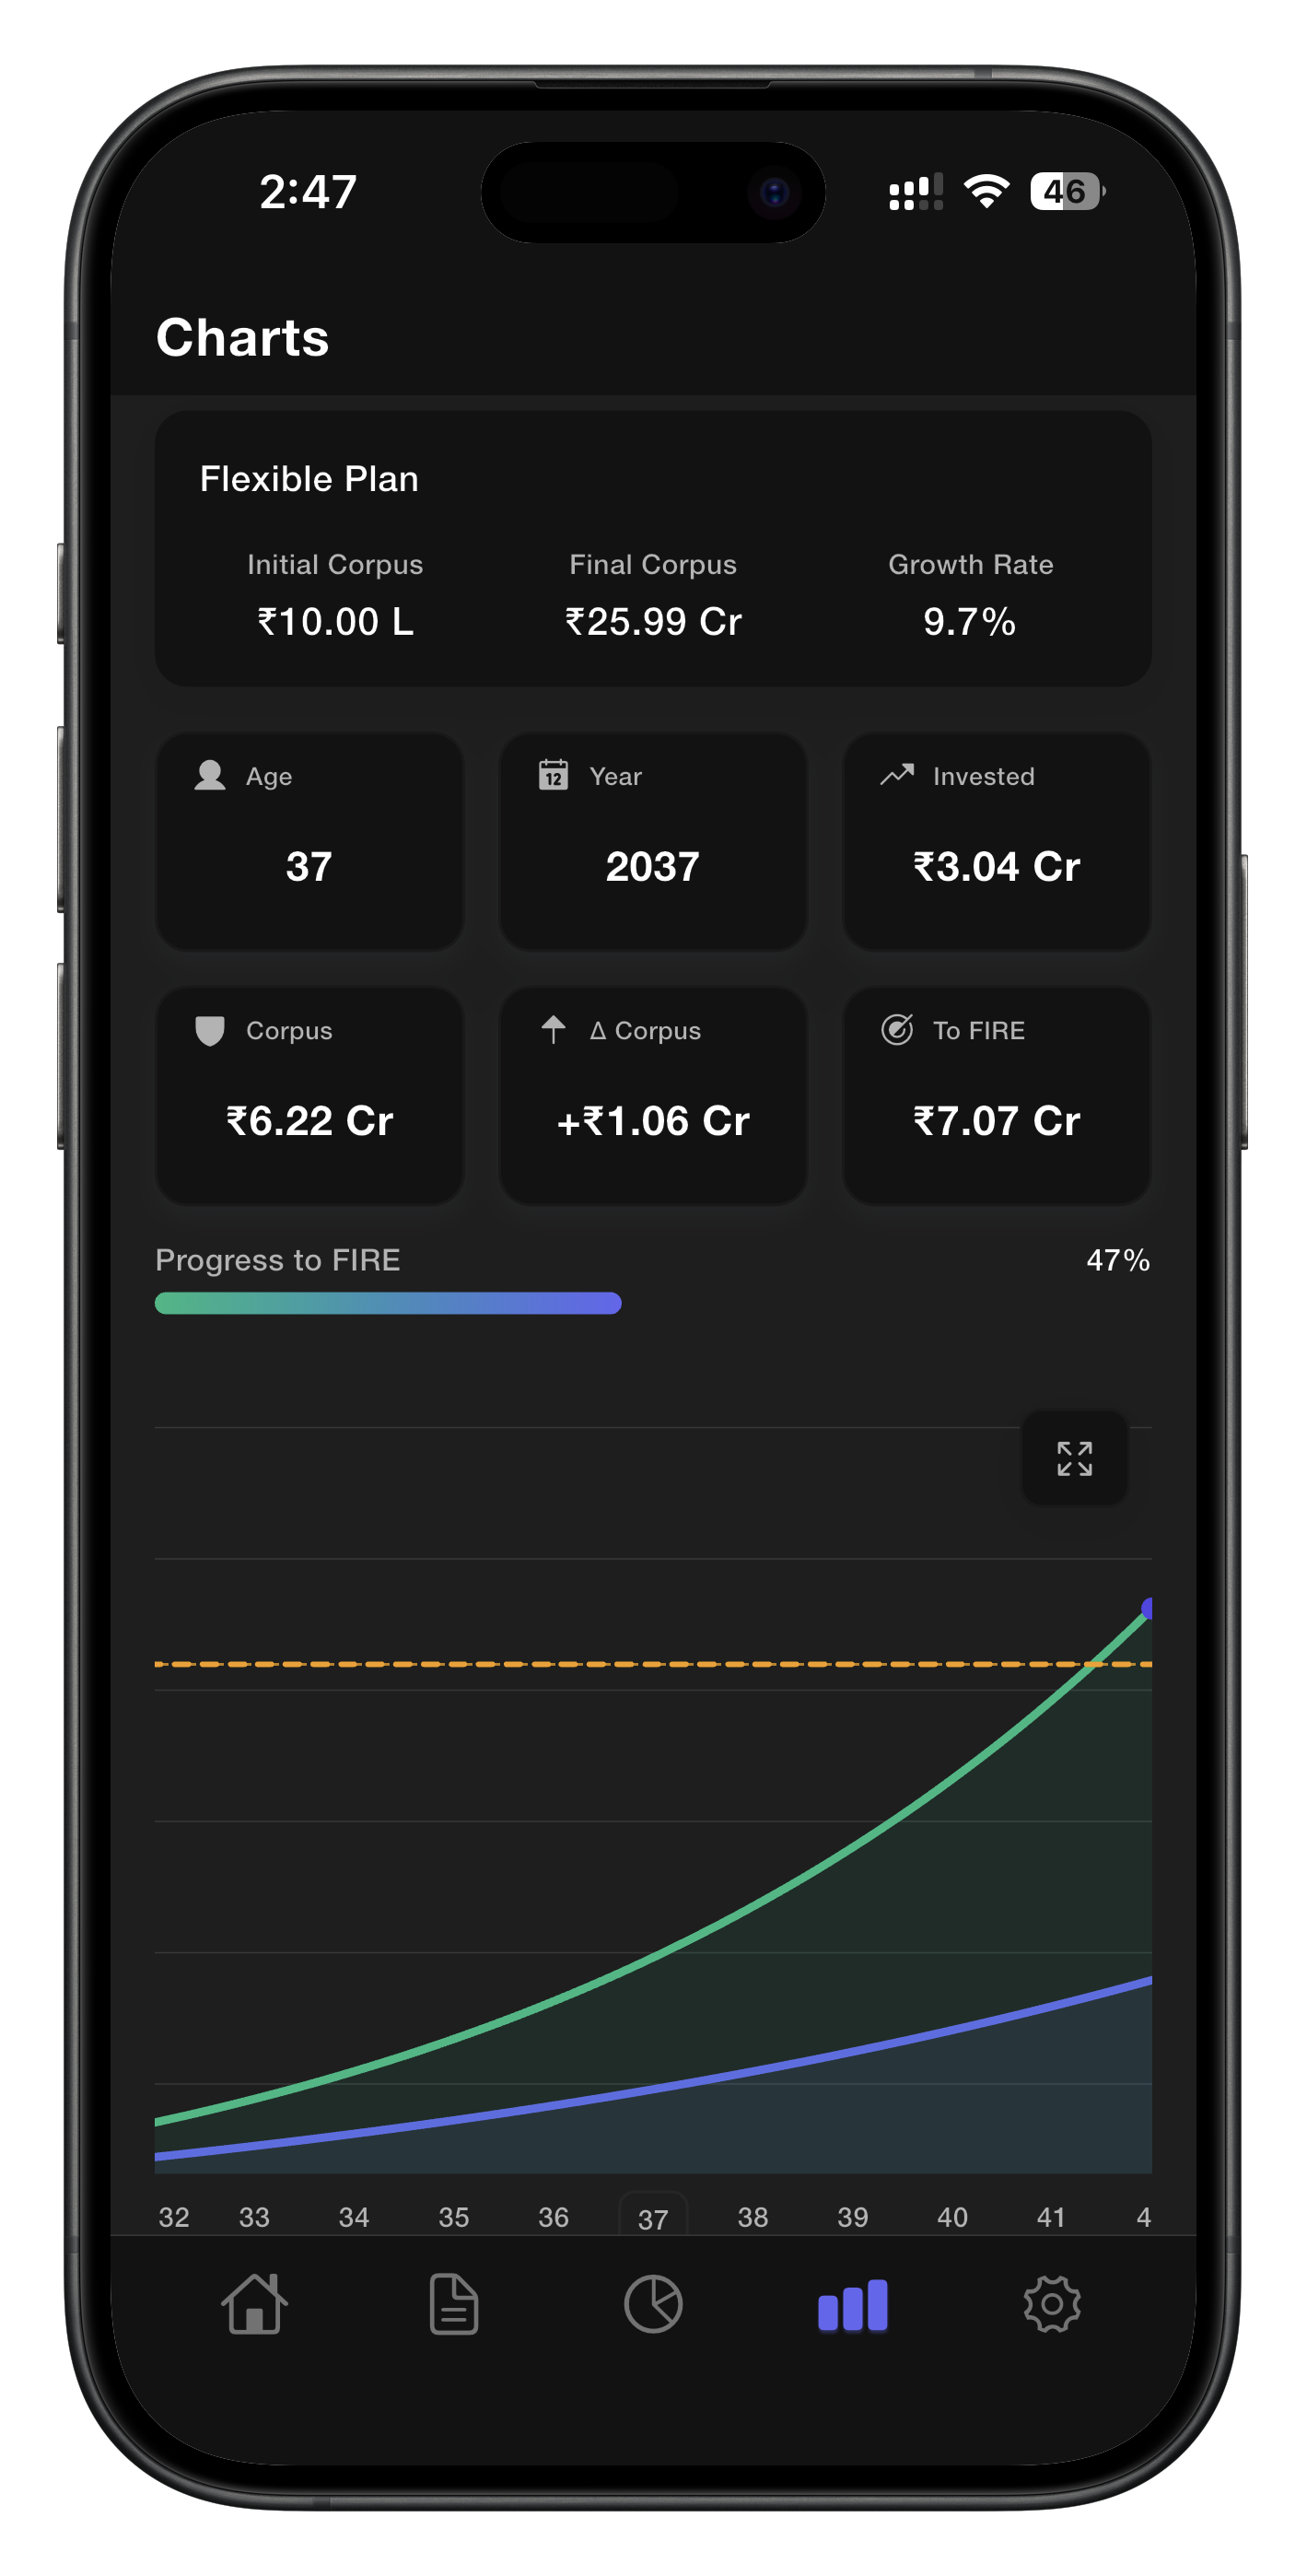 2:47
46
Charts
Flexible Plan
Initial Corpus Final Corpus Growth Rate
₹10.00 L ₹25.99 Cr 9.7%
Age
37
12 Year
2037
Invested
₹3.04 Cr
Corpus
₹6.22 Cr
Δ Corpus
+₹1.06 Cr
To FIRE
₹7.07 Cr
Progress to FIRE 47%
32 33 34 35 36 37 38 39 40 41 4